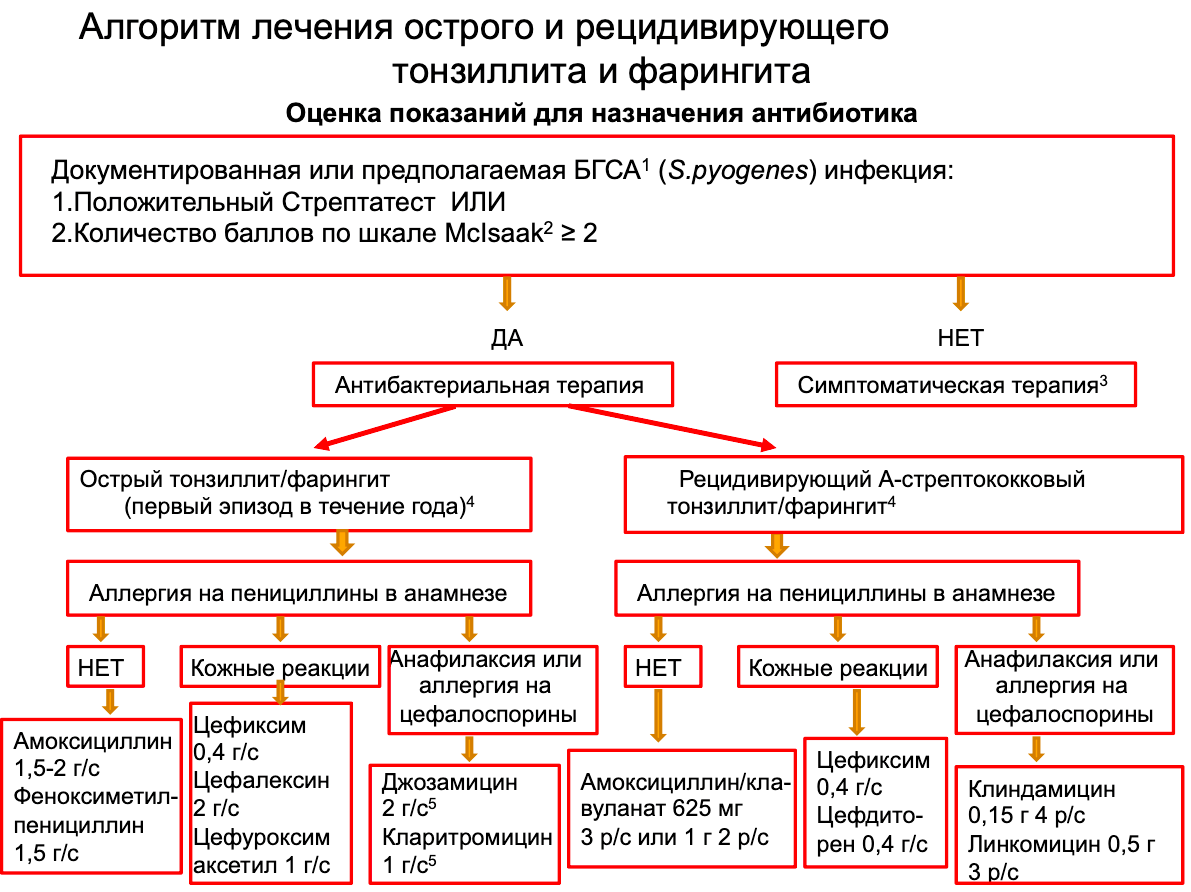 Алгоритм лечения острого и рецидивирующего
тонзиллита и фарингита
Оценка показаний для назначения антибиотика
Документированная или предполагаемая БГСА¹ (S.pyogenes) инфекция:
1.Положительный Стрептатест ИЛИ
2.Количество баллов по шкале McIsaak² ≥ 2
ДА
НЕТ
Антибактериальная терапия
Симптоматическая терапия³
Острый тонзиллит/фарингит
(первый эпизод в течение года)⁴
Рецидивирующий А-стрептококковый
тонзиллит/фарингит⁴
Аллергия на пенициллины в анамнезе
Аллергия на пенициллины в анамнезе
НЕТ
Кожные реакции
Анафилаксия или
аллергия на
цефалоспорины
НЕТ
Кожные реакции
Анафилаксия или
аллергия на
цефалоспорины
Амоксициллин
1,5-2 г/с
Феноксиметил-
пенициллин
1,5 г/с
Цефиксим
0,4 г/с
Цефалексин
2 г/с
Цефуроксим
аксетил 1 г/с
Джозамицин
2 г/с⁵
Кларитромицин
1 г/с⁵
Амоксициллин/кла-
вуланат 625 мг
3 р/с или 1 г 2 р/с
Цефиксим
0,4 г/с
Цефдито-
рен 0,4 г/с
Клиндамицин
0,15 г 4 р/с
Линкомицин 0,5 г
3 р/с